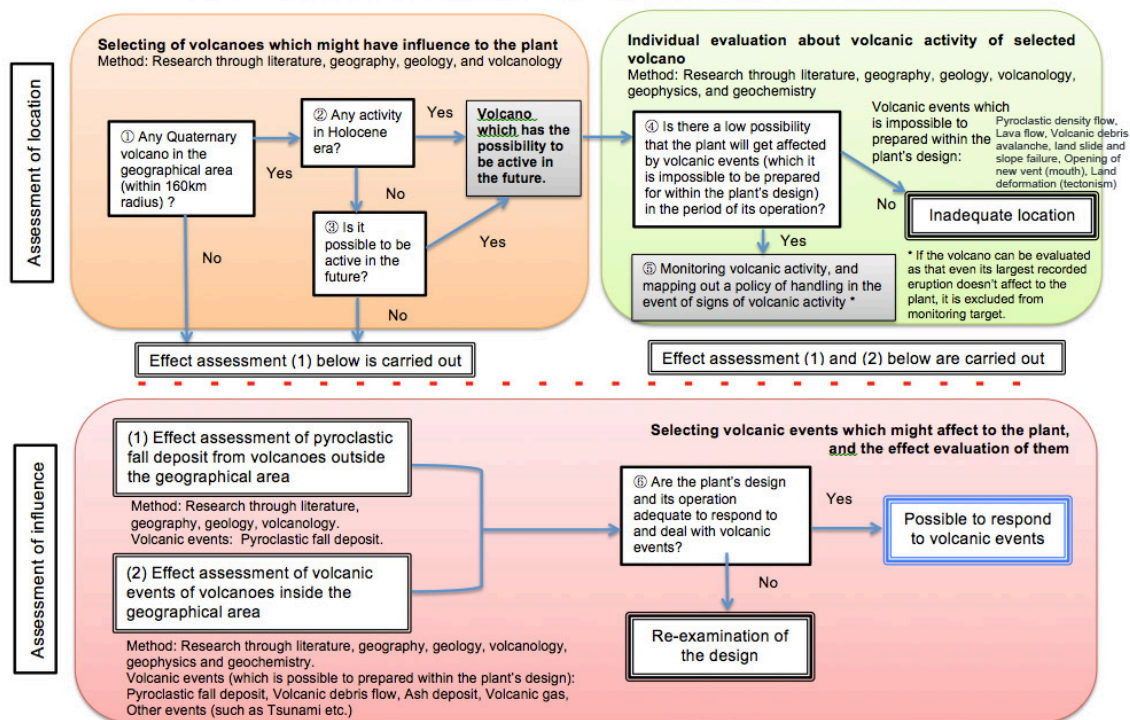 Assessment of location
Selecting of volcanoes which might have influence to the plant
Method: Research through literature, geography, geology, and volcanology
① Any Quaternary
volcano in the
geographical area
(within 160km
radius) ?
Yes
No
② Any activity
in Holocene
era?
Yes
No
③ Is it
possible to be
active in the
future?
Yes
No
Volcano
which has the
possibility to
be active in
the future.
Individual evaluation about volcanic activity of selected
volcano
Method: Research through literature, geography, geology, volcanology,
geophysics, and geochemistry
④ Is there a low possibility
that the plant will get affected
by volcanic events (which it
is impossible to be prepared
for within the plant's design)
in the period of its operation?
Volcanic events which
is impossible to
prepared within the
plant's design:
Pyroclastic density flow,
Lava flow, Volcanic debris
avalanche, land slide and
slope failure, Opening of
new vent (mouth), Land
deformation (tectonism)
No
Inadequate location
Yes
⑤ Monitoring volcanic activity, and
mapping out a policy of handling in the
event of signs of volcanic activity *
* If the volcano can be evaluated
as that even its largest recorded
eruption doesn't affect to the
plant, it is excluded from
monitoring target.
Effect assessment (1) below is carried out
Effect assessment (1) and (2) below are carried out
Assessment of influence
(1) Effect assessment of pyroclastic
fall deposit from volcanoes outside
the geographical area
Method: Research through literature,
geography, geology, volcanology.
Volcanic events: Pyroclastic fall deposit.
(2) Effect assessment of volcanic
events of volcanoes inside the
geographical area
Method: Research through literature, geography, geology, volcanology,
geophysics and geochemistry.
Volcanic events (which is possible to prepared within the plant's design):
Pyroclastic fall deposit, Volcanic debris flow, Ash deposit, Volcanic gas,
Other events (such as Tsunami etc.)
Selecting volcanic events which might affect to the plant,
and the effect evaluation of them
⑥ Are the plant's design
and its operation
adequate to respond to
and deal with volcanic
events?
Yes
Possible to respond
to volcanic events
No
Re-examination of
the design